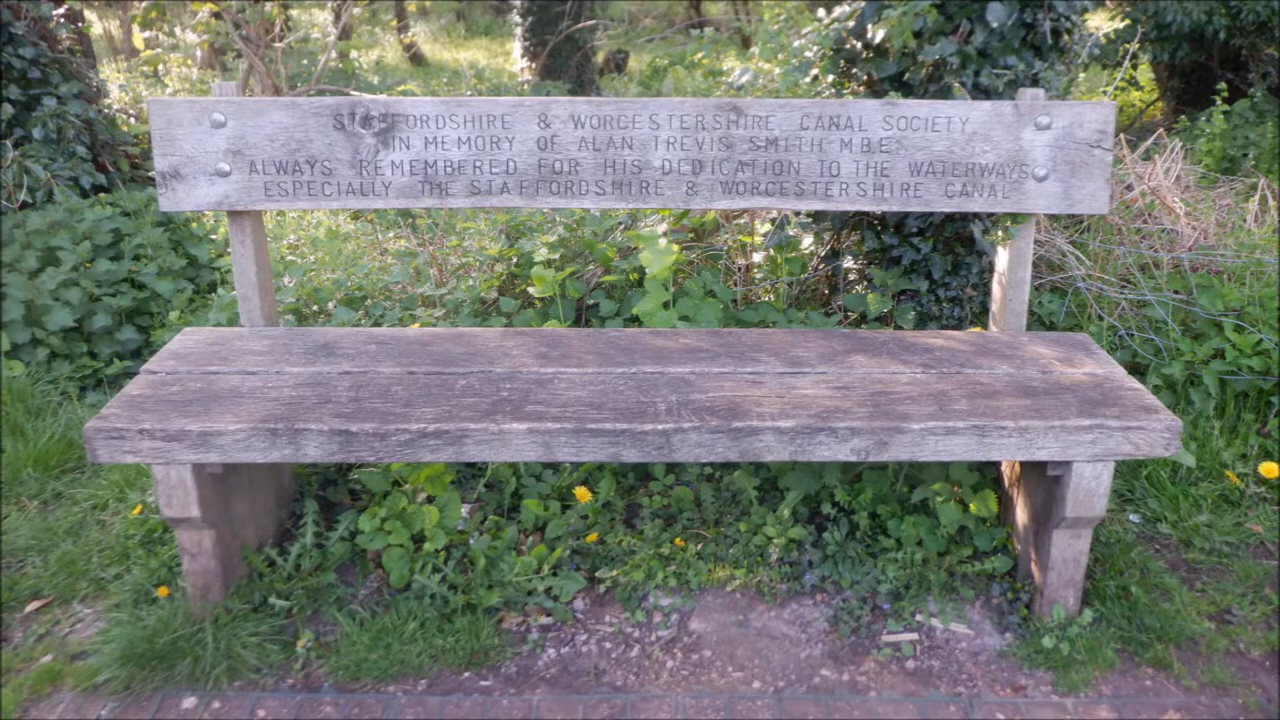 STAFFORDSHIRE & WORCESTERSHIRE CANAL SOCIETY
IN MEMORY OF ALAN TREVIS SMITH M.B.E.
ALWAYS REMEMBERED FOR HIS DEDICATION TO THE WATERWAYS
ESPECIALLY THE STAFFORDSHIRE & WORCESTERSHIRE CANAL